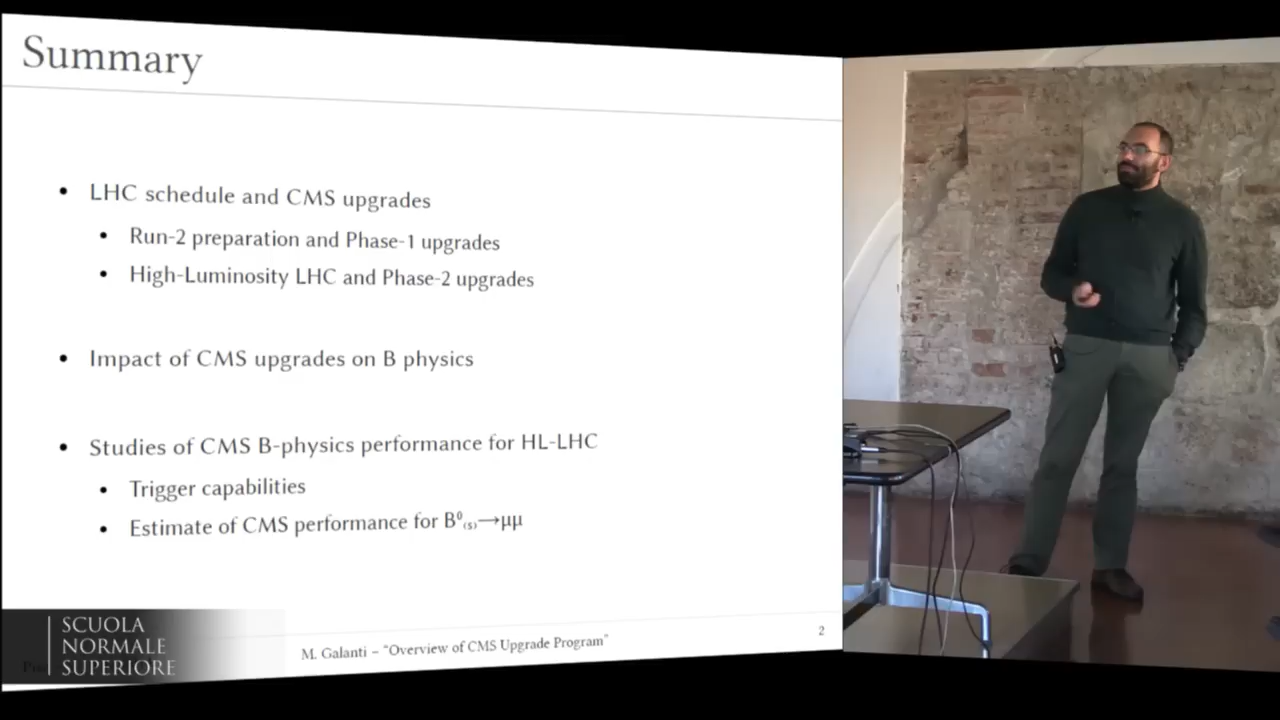 Summary
• LHC schedule and CMS upgrades
• Run-2 preparation and Phase-1 upgrades
• High-Luminosity LHC and Phase-2 upgrades
• Impact of CMS upgrades on B physics
• Studies of CMS B-physics performance for HL-LHC
• Trigger capabilities
• Estimate of CMS performance for B⁰₍ₛ₎→μμ
SCUOLA
NORMALE
SUPERIORE
M. Galanti – "Overview of CMS Upgrade Program"
2